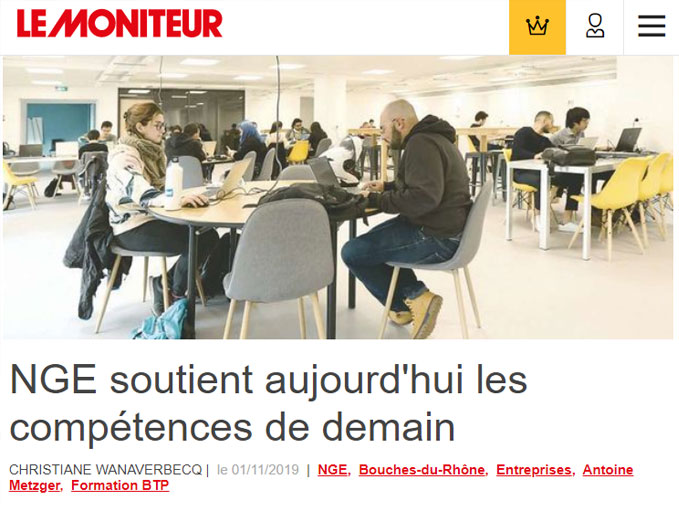 LE MONITEUR
NGE soutient aujourd'hui les
compétences de demain
CHRISTIANE WANAVERBECQ | le 01/11/2019 | NGE, Bouches-du-Rhône, Entreprises, Antoine
Metzger, Formation BTP